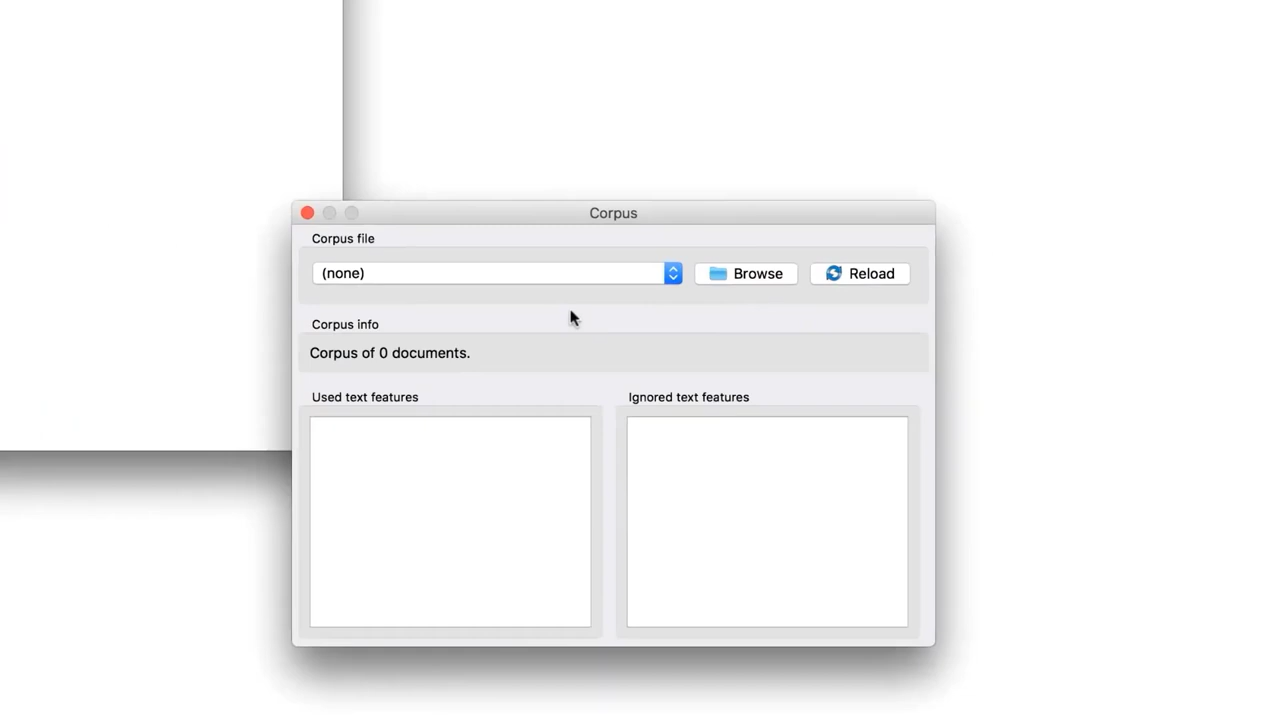 Corpus
Corpus file
(none) Browse Reload
Corpus info
Corpus of 0 documents.
Used text features Ignored text features